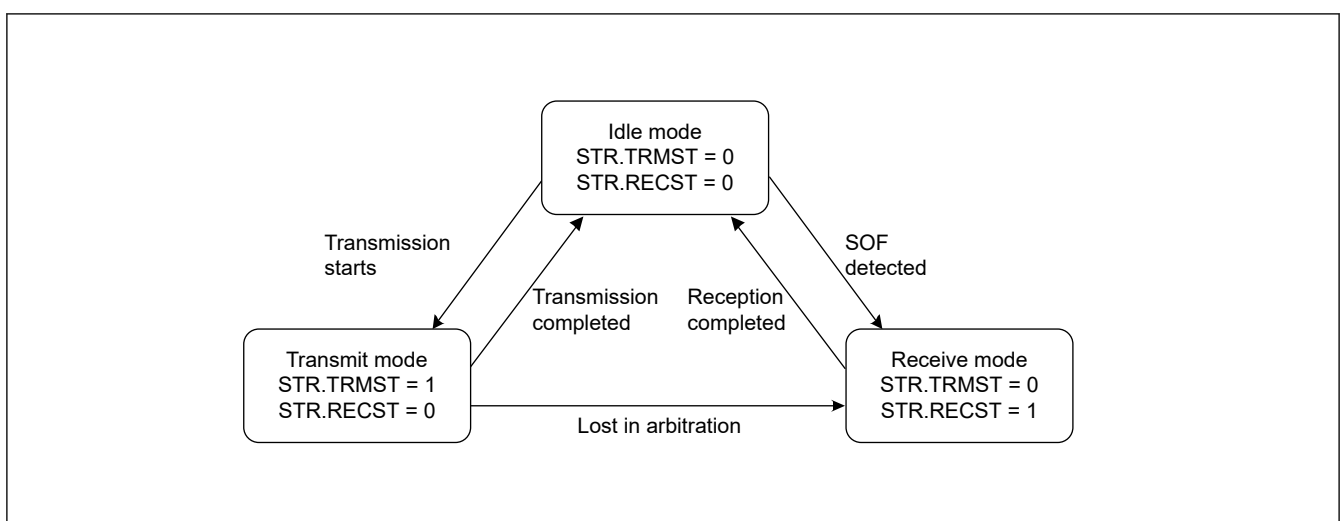 Idle mode
STR.TRMST = 0
STR.RECST = 0
Transmission
starts
SOF
detected
Transmission
completed
Reception
completed
Transmit mode
STR.TRMST = 1
STR.RECST = 0
Receive mode
STR.TRMST = 0
STR.RECST = 1
Lost in arbitration